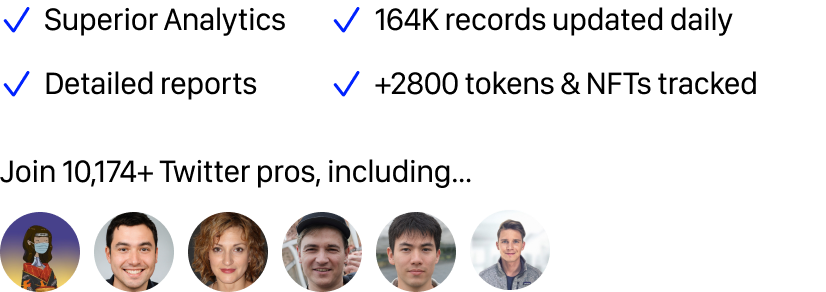 Superior Analytics
164K records updated daily
Detailed reports
+2800 tokens & NFTs tracked
Join 10,174+ Twitter pros, including...